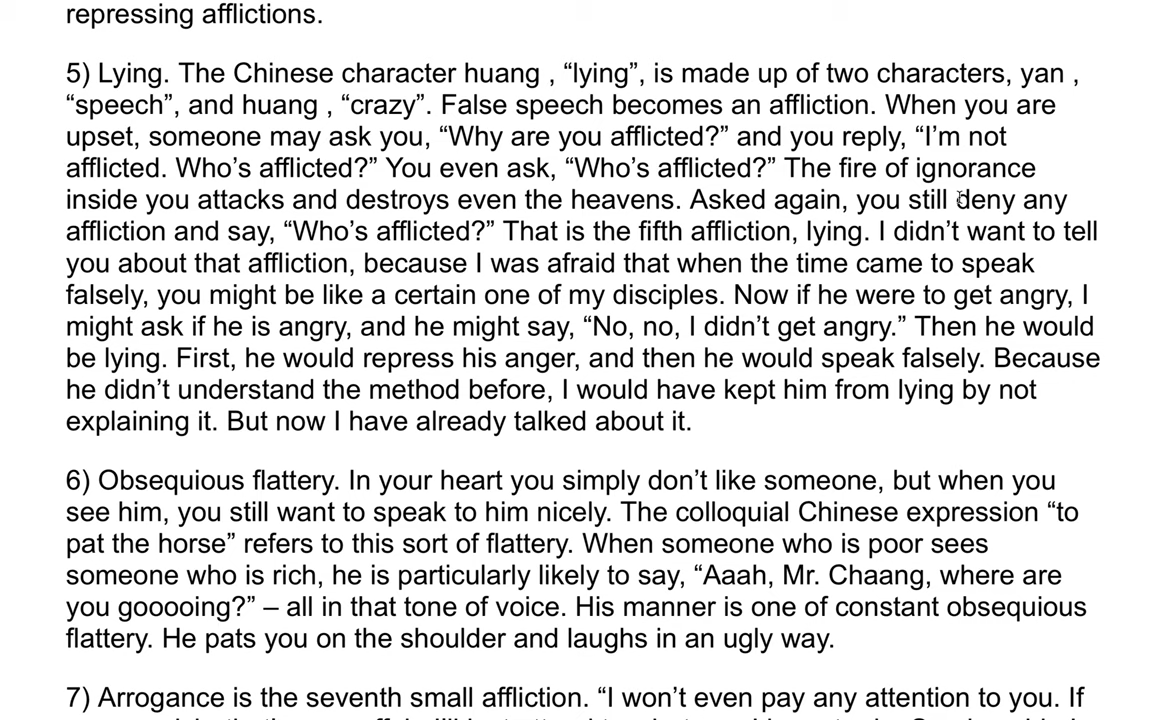 repressing afflictions.
5) Lying. The Chinese character huang , “lying”, is made up of two characters, yan ,
“speech”, and huang , “crazy”. False speech becomes an affliction. When you are
upset, someone may ask you, “Why are you afflicted?” and you reply, “I’m not
afflicted. Who’s afflicted?” You even ask, “Who’s afflicted?” The fire of ignorance
inside you attacks and destroys even the heavens. Asked again, you still deny any
affliction and say, “Who’s afflicted?” That is the fifth affliction, lying. I didn’t want to tell
you about that affliction, because I was afraid that when the time came to speak
falsely, you might be like a certain one of my disciples. Now if he were to get angry, I
might ask if he is angry, and he might say, “No, no, I didn’t get angry.” Then he would
be lying. First, he would repress his anger, and then he would speak falsely. Because
he didn’t understand the method before, I would have kept him from lying by not
explaining it. But now I have already talked about it.
6) Obsequious flattery. In your heart you simply don’t like someone, but when you
see him, you still want to speak to him nicely. The colloquial Chinese expression “to
pat the horse” refers to this sort of flattery. When someone who is poor sees
someone who is rich, he is particularly likely to say, “Aaah, Mr. Chaang, where are
you gooooing?” – all in that tone of voice. His manner is one of constant obsequious
flattery. He pats you on the shoulder and laughs in an ugly way.
7) Arrogance is the seventh small affliction. “I won’t even pay any attention to you. If